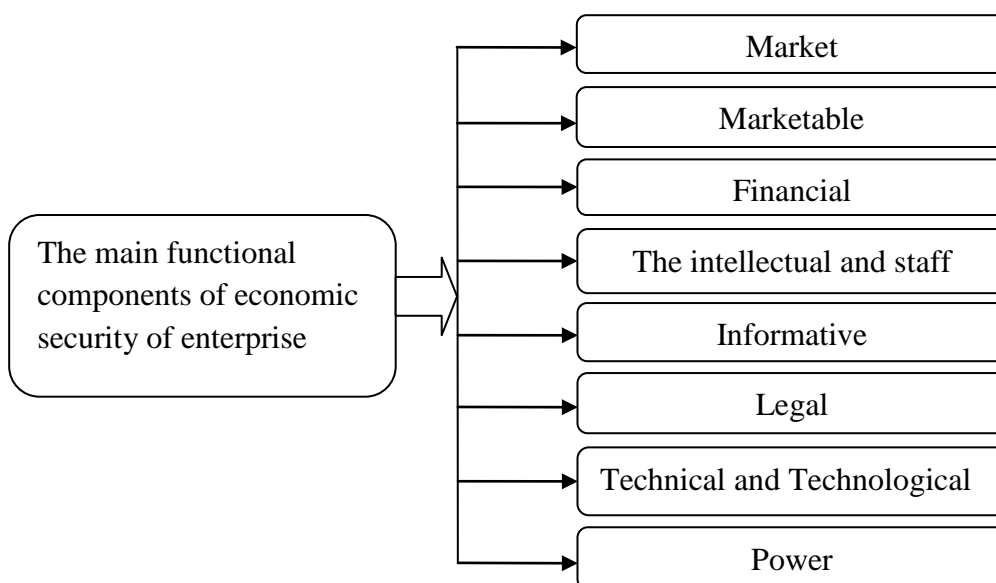 The main functional
components of economic
security of enterprise
Market
Marketable
Financial
The intellectual and staff
Informative
Legal
Technical and Technological
Power